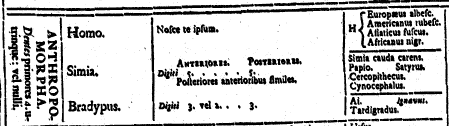 ANTHROPO-
MORPHA.
Dentes primores 4. u-
trinque: vel nulli.
Homo.
Nosce te ipsum.
H
Europæus albesc.
Americanus rubesc.
Asiaticus fuscus.
Africanus nigr.
Simia.
ANTERIORES. POSTERIORES.
Digiti 5. . . . 5.
Posteriores anterioribus similes.
Simia cauda carens.
Papio. Satyrus.
Cercopithecus.
Cynocephalus.
Bradypus.
Digiti 3. vel 2. . . 3.
Ai. Ignavus.
Tardigradus.